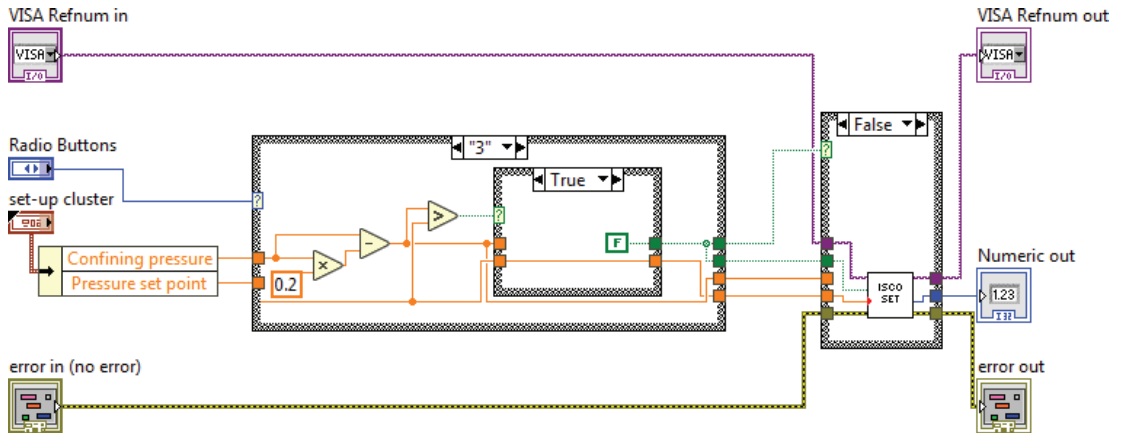 VISA Refnum in
VISA Refnum out
VISA
I/O
VISA
I/O
Radio Buttons
"3"
False
?
set-up cluster
?
True
>
?
-
F
Confining pressure
×
Numeric out
Pressure set point
0.2
ISCO
SET
1.23
I32
error in (no error)
error out